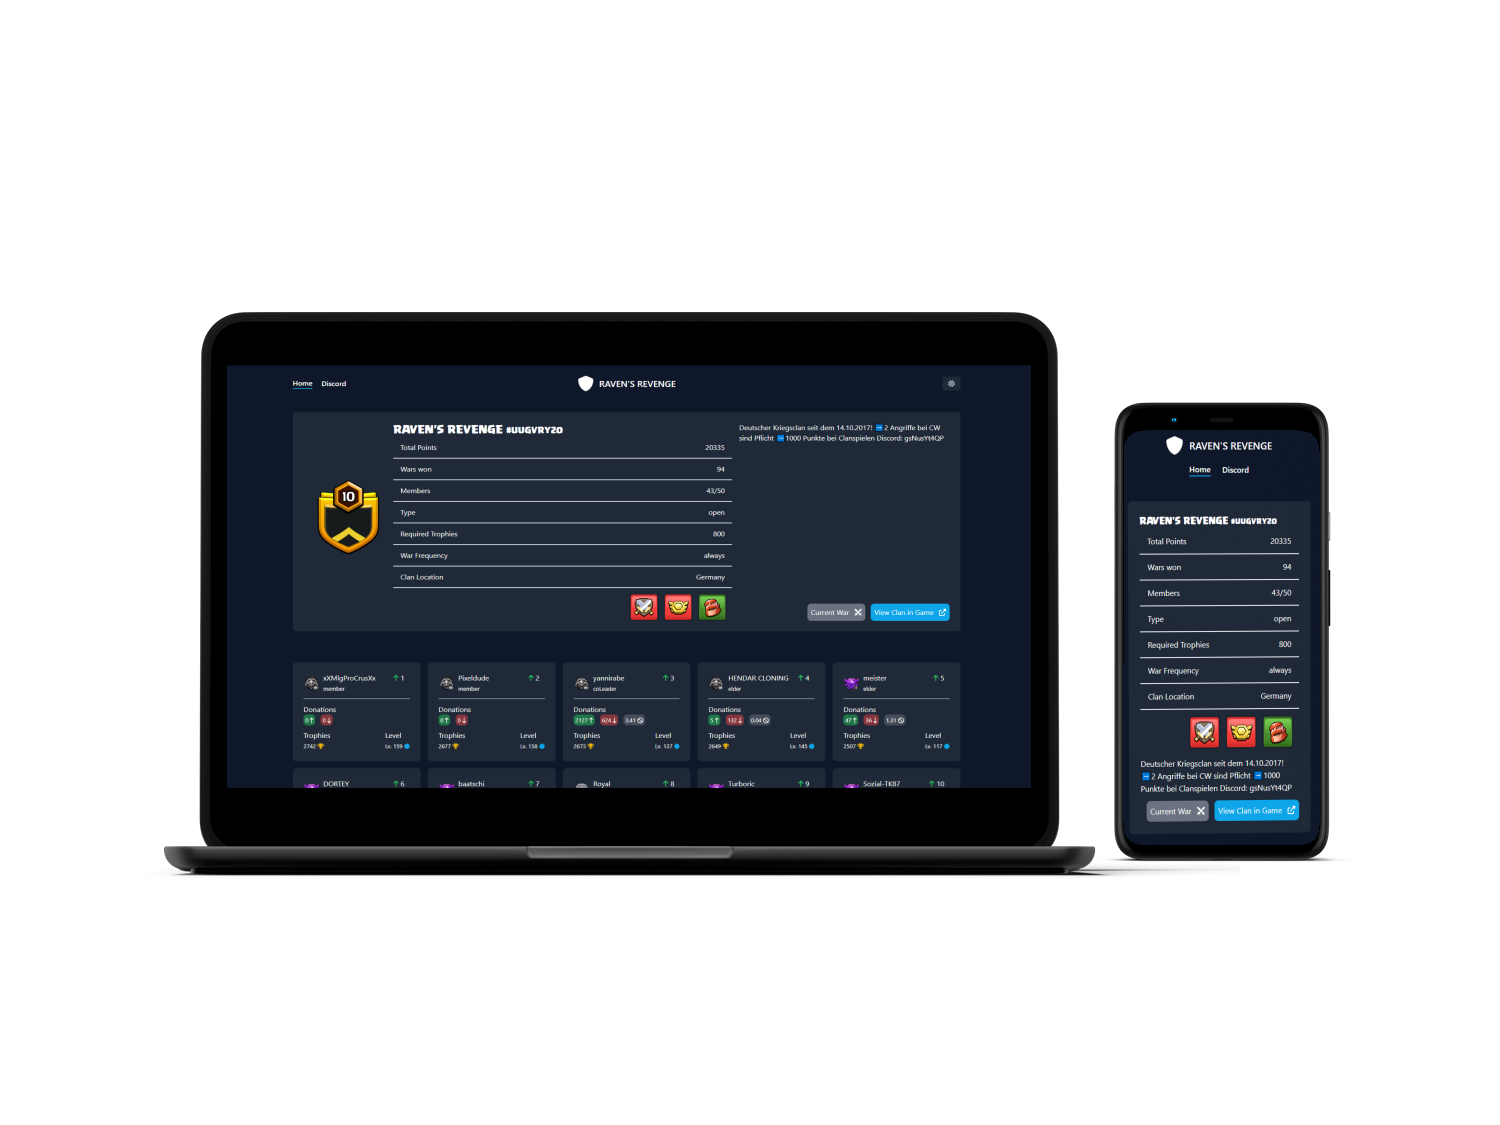 Home Discord
RAVEN'S REVENGE
RAVEN'S REVENGE #UUGVRY2O
Total Points 20335
Wars won 94
Members 43/50
Type open
Required Trophies 800
War Frequency always
Clan Location Germany
10
Deutscher Kriegsclan seit dem 14.10.2017! ➡2 Angriffe bei CW
sind Pflicht ➡1000 Punkte bei Clanspielen Discord: gsNusYt4QP
Current War View Clan in Game
xXMlgProCrusXx 1
member
Donations
0 0
Trophies Level
2742 Lv. 159
Pixeldude 2
member
Donations
0 0
Trophies Level
2677 Lv. 158
yannirabe 3
coLeader
Donations
2127 624 3.41
Trophies Level
2673 Lv. 137
HENDAR CLONING 4
elder
Donations
5 132 0.04
Trophies Level
2649 Lv. 145
meister 5
elder
Donations
47 36 1.31
Trophies Level
2507 Lv. 117
DORTEY 6
baatschi 7
Royal 8
Turboric 9
Sozial-TK87 10
RAVEN'S REVENGE
Home Discord
RAVEN'S REVENGE #UUGVRY2O
Total Points 20335
Wars won 94
Members 43/50
Type open
Required Trophies 800
War Frequency always
Clan Location Germany
Deutscher Kriegsclan seit dem 14.10.2017!
➡2 Angriffe bei CW sind Pflicht ➡1000
Punkte bei Clanspielen Discord: gsNusYt4QP
Current War View Clan in Game